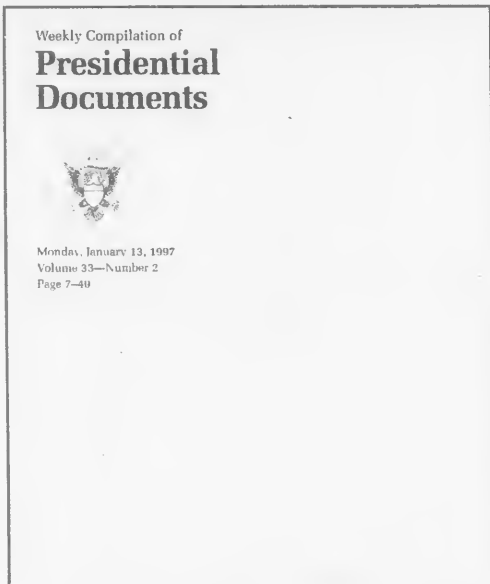 Weekly Compilation of
Presidential
Documents
Monday, January 13, 1997
Volume 33—Number 2
Page 7–40